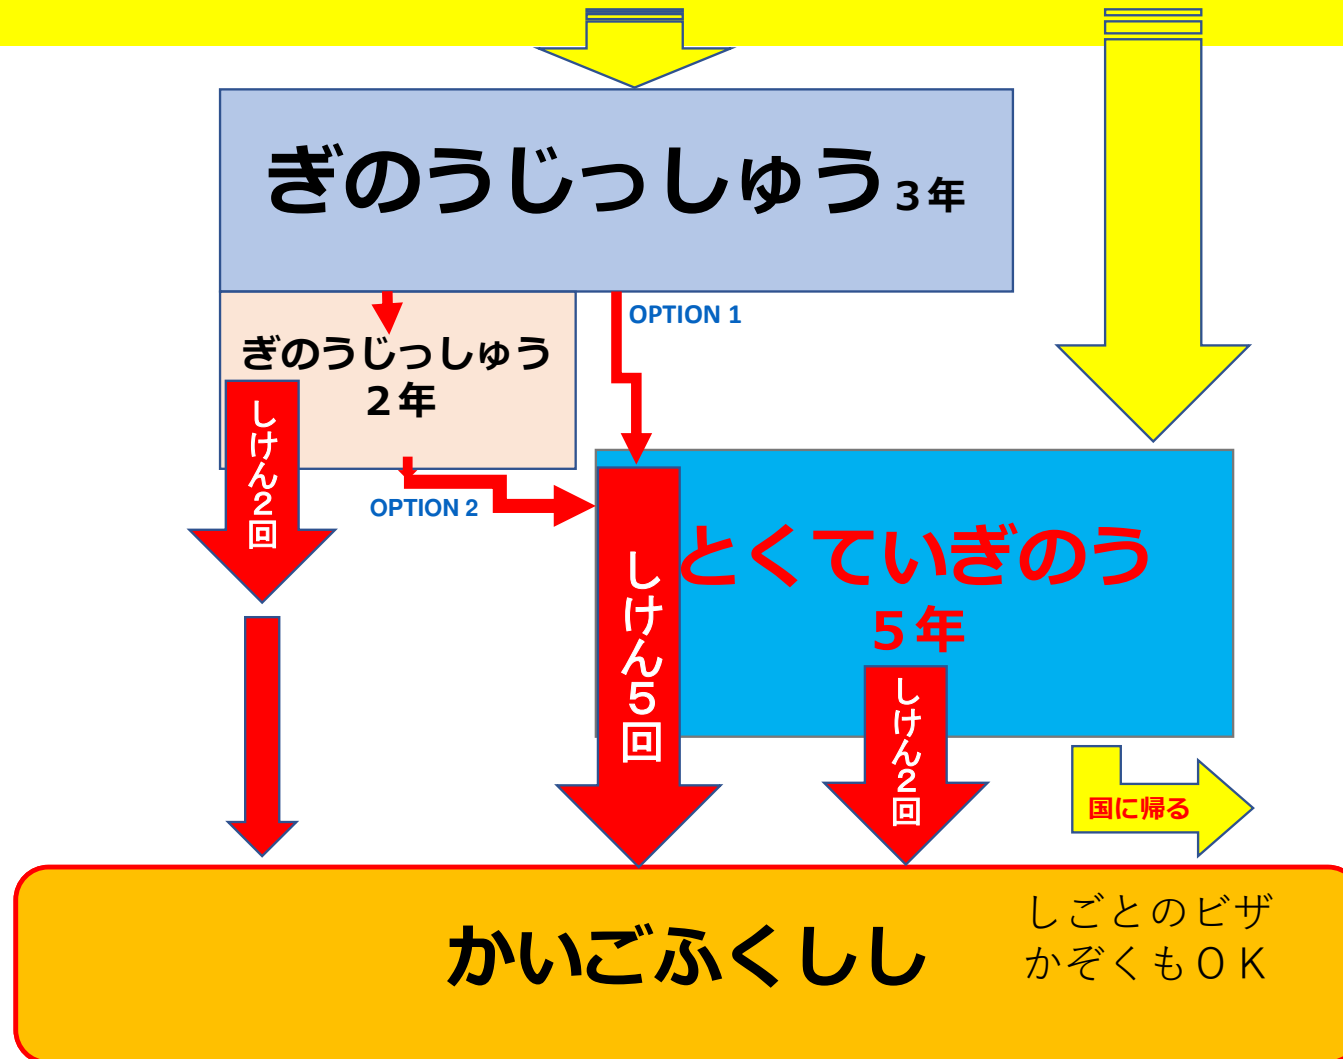 ぎのうじっしゅう３年
OPTION 1
ぎのうじっしゅう
２年
しけん２回
OPTION 2
とくていぎのう
５年
しけん５回
しけん２回
国に帰る
かいごふくしし
しごとのビザ
かぞくもＯＫ